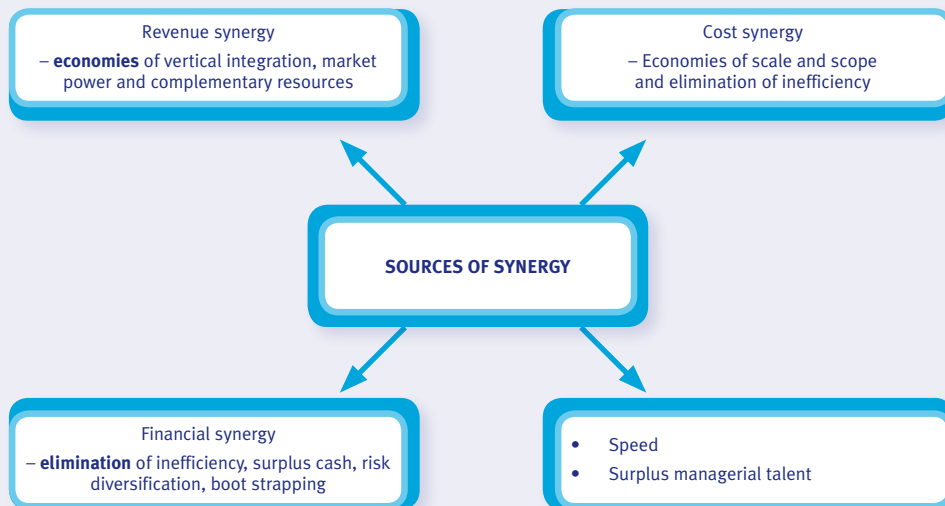 Revenue synergy
– economies of vertical integration, market
power and complementary resources
Cost synergy
– Economies of scale and scope
and elimination of inefficiency
SOURCES OF SYNERGY
Financial synergy
– elimination of inefficiency, surplus cash, risk
diversification, boot strapping
• Speed
• Surplus managerial talent